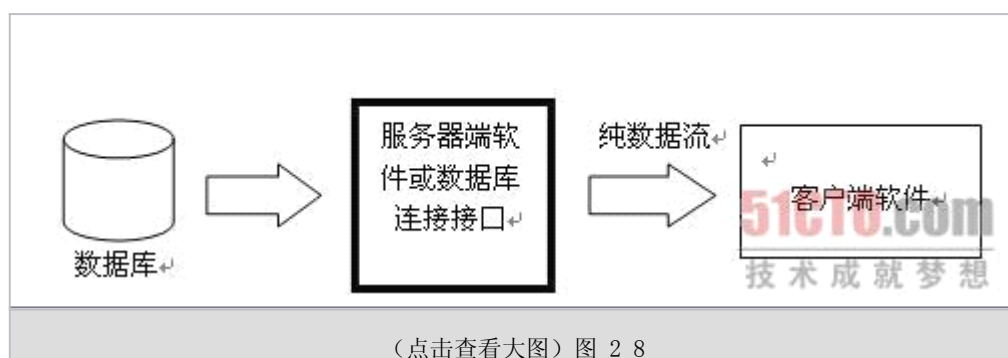 数据库
服务器端软
件或数据库
连接接口
纯数据流
客户端软件
51CTO.com
技术成就梦想
（点击查看大图）图 2 8